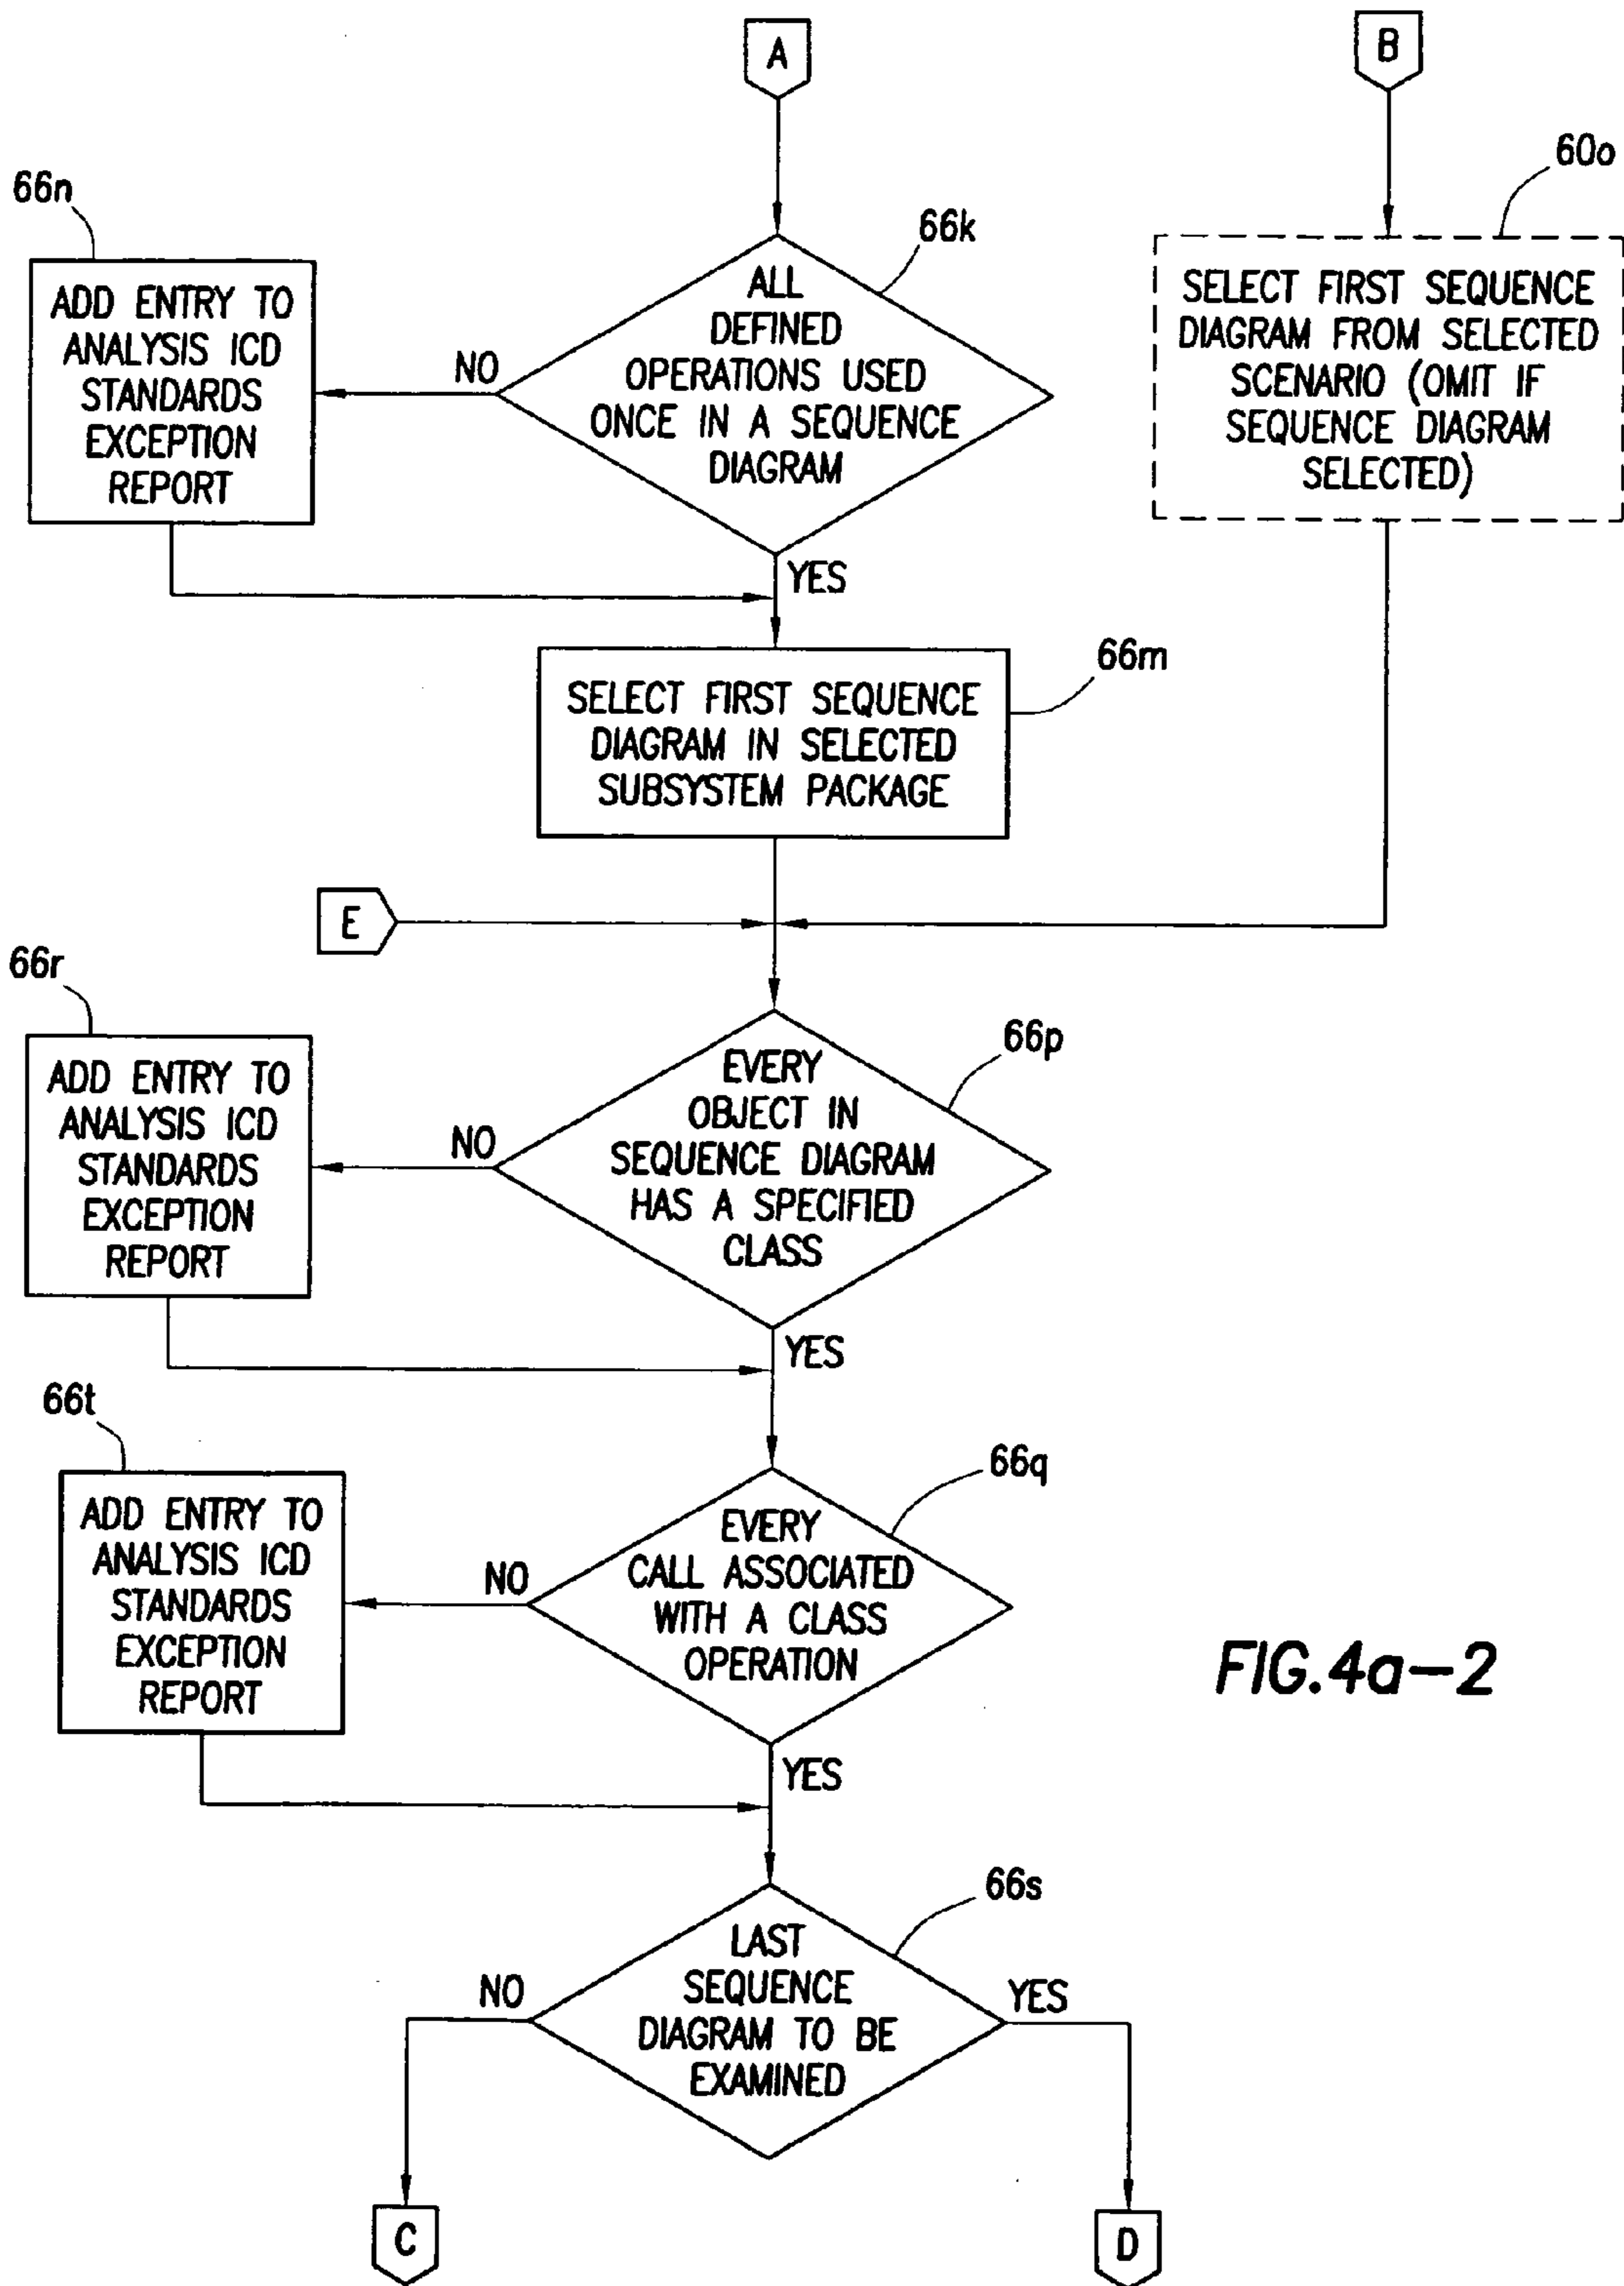 A
B
60o
66n
66k
ADD ENTRY TO
ANALYSIS ICD
STANDARDS
EXCEPTION
REPORT
NO
ALL
DEFINED
OPERATIONS USED
ONCE IN A SEQUENCE
DIAGRAM
SELECT FIRST SEQUENCE
DIAGRAM FROM SELECTED
SCENARIO (OMIT IF
SEQUENCE DIAGRAM
SELECTED)
YES
66m
SELECT FIRST SEQUENCE
DIAGRAM IN SELECTED
SUBSYSTEM PACKAGE
E
66r
66p
ADD ENTRY TO
ANALYSIS ICD
STANDARDS
EXCEPTION
REPORT
NO
EVERY
OBJECT IN
SEQUENCE DIAGRAM
HAS A SPECIFIED
CLASS
YES
66t
66q
ADD ENTRY TO
ANALYSIS ICD
STANDARDS
EXCEPTION
REPORT
NO
EVERY
CALL ASSOCIATED
WITH A CLASS
OPERATION
FIG.4a-2
YES
66s
NO
LAST
SEQUENCE
DIAGRAM TO BE
EXAMINED
YES
C
D